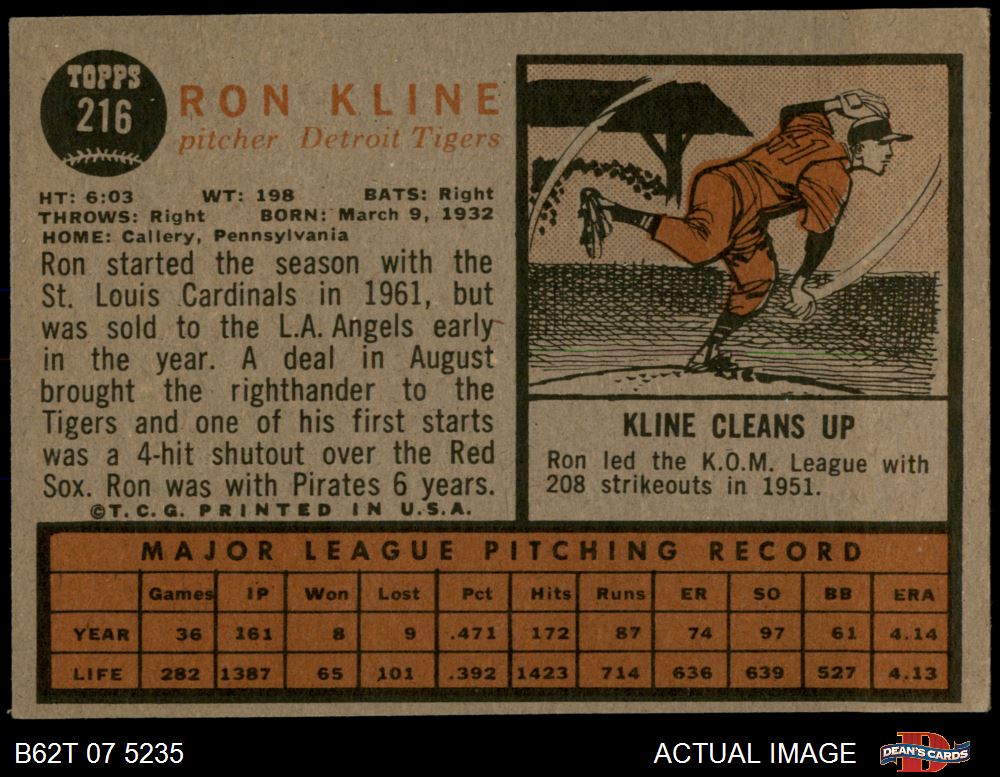 TOPPS
216
RON KLINE
pitcher Detroit Tigers
HT: 6:03 WT: 198 BATS: Right
THROWS: Right BORN: March 9, 1932
HOME: Callery, Pennsylvania
Ron started the season with the
St. Louis Cardinals in 1961, but
was sold to the L.A. Angels early
in the year. A deal in August
brought the righthander to the
Tigers and one of his first starts
was a 4-hit shutout over the Red
Sox. Ron was with Pirates 6 years.
©T.C.G. PRINTED IN U.S.A.
41
KLINE CLEANS UP
Ron led the K.O.M. League with
208 strikeouts in 1951.
MAJOR LEAGUE PITCHING RECORD
Games IP Won Lost Pct Hits Runs ER SO BB ERA
YEAR 36 161 8 9 .471 172 87 74 97 61 4.14
LIFE 282 1387 65 101 .392 1423 714 636 639 527 4.13
B62T 07 5235
ACTUAL IMAGE
D
DEAN'S CARDS